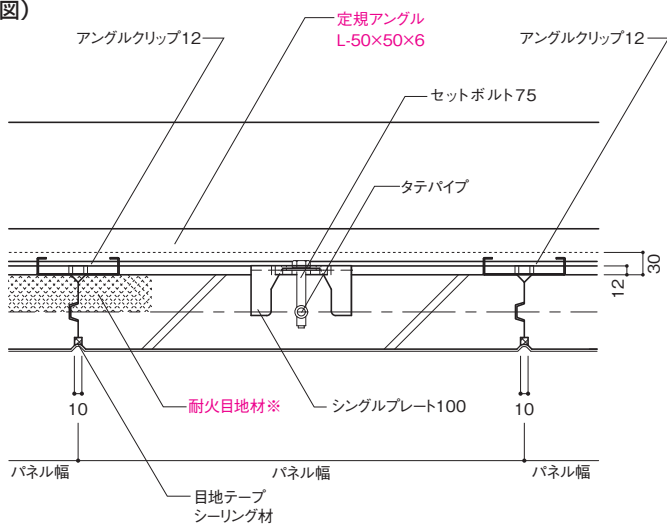 図）
定規アングル
L-50×50×6
アングルクリップ12
アングルクリップ12
セットボルト75
タテパイプ
30
12
10
耐火目地材※
シングルプレート100
10
パネル幅
パネル幅
パネル幅
目地テープ
シーリング材